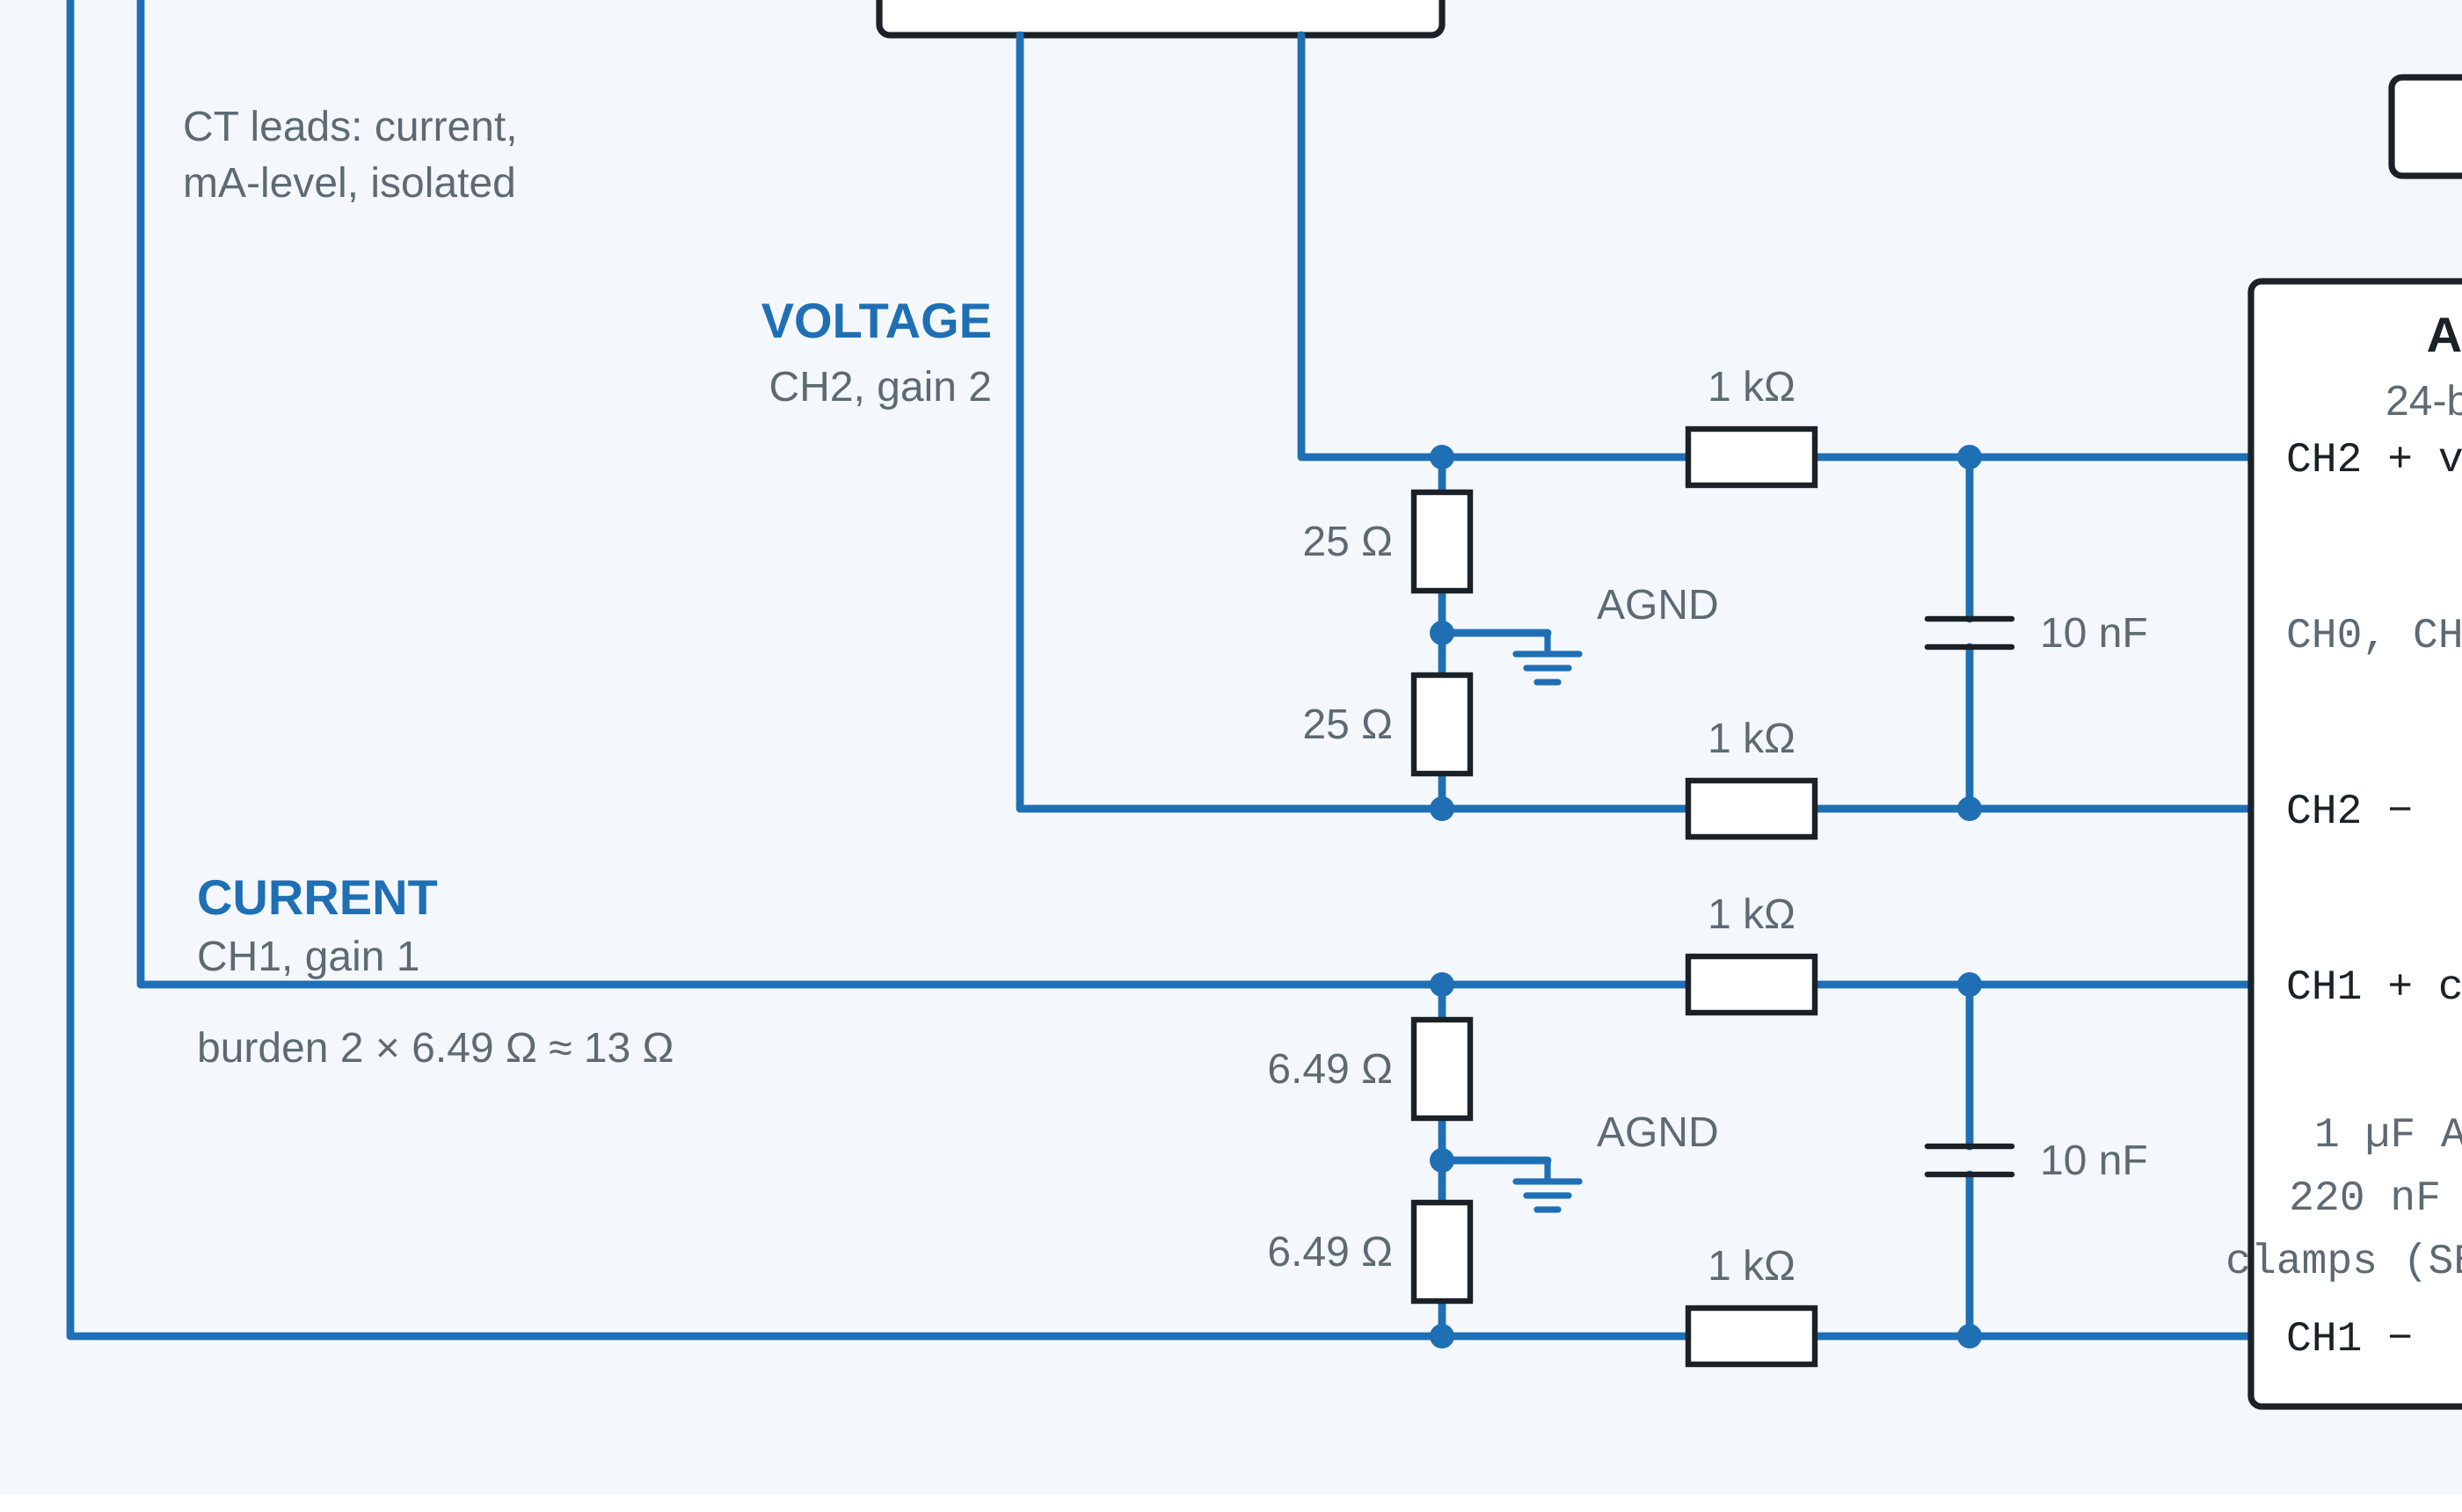 CT leads: current,
mA-level, isolated
VOLTAGE
CH2, gain 2
1 kΩ
A
24-b
CH2 + v
25 Ω
AGND
10 nF
CH0, CH
25 Ω
1 kΩ
CH2 −
CURRENT
CH1, gain 1
1 kΩ
CH1 + c
burden 2 × 6.49 Ω ≈ 13 Ω
6.49 Ω
AGND
10 nF
1 µF A
220 nF
6.49 Ω
1 kΩ
clamps (SE
CH1 −